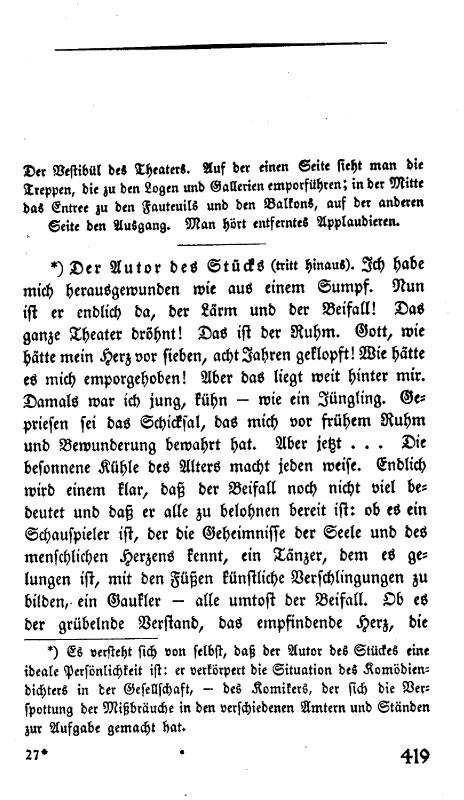 Der Vestibül des Theaters. Auf der einen Seite sieht man die
Treppen, die zu den Logen und Gallerien emporführen; in der Mitte
das Entree zu den Fauteuils und den Balkons, auf der anderen
Seite den Ausgang. Man hört entferntes Applaudieren.
*) Der Autor des Stücks (tritt hinaus). Ich habe
mich herausgewunden wie aus einem Sumpf. Nun
ist er endlich da, der Lärm und der Beifall! Das
ganze Theater dröhnt! Das ist der Ruhm. Gott, wie
hätte mein Herz vor sieben, acht Jahren geklopft! Wie hätte
es mich emporgehoben! Aber das liegt weit hinter mir.
Damals war ich jung, kühn — wie ein Jüngling. Ge-
priesen sei das Schicksal, das mich vor frühem Ruhm
und Bewunderung bewahrt hat. Aber jetzt . . . Die
besonnene Kühle des Alters macht jeden weise. Endlich
wird einem klar, daß der Beifall noch nicht viel be-
deutet und daß er alle zu belohnen bereit ist: ob es ein
Schauspieler ist, der die Geheimnisse der Seele und des
menschlichen Herzens kennt, ein Tänzer, dem es ge-
lungen ist, mit den Füßen künstliche Verschlingungen zu
bilden, ein Gaukler — alle umtost der Beifall. Ob es
der grübelnde Verstand, das empfindende Herz, die
*) Es versteht sich von selbst, daß der Autor des Stückes eine
ideale Persönlichkeit ist: er verkörpert die Situation des Komödien-
dichters in der Gesellschaft, — des Komikers, der sich die Ver-
spottung der Mißbräuche in den verschiedenen Ämtern und Ständen
zur Aufgabe gemacht hat.
27* 419